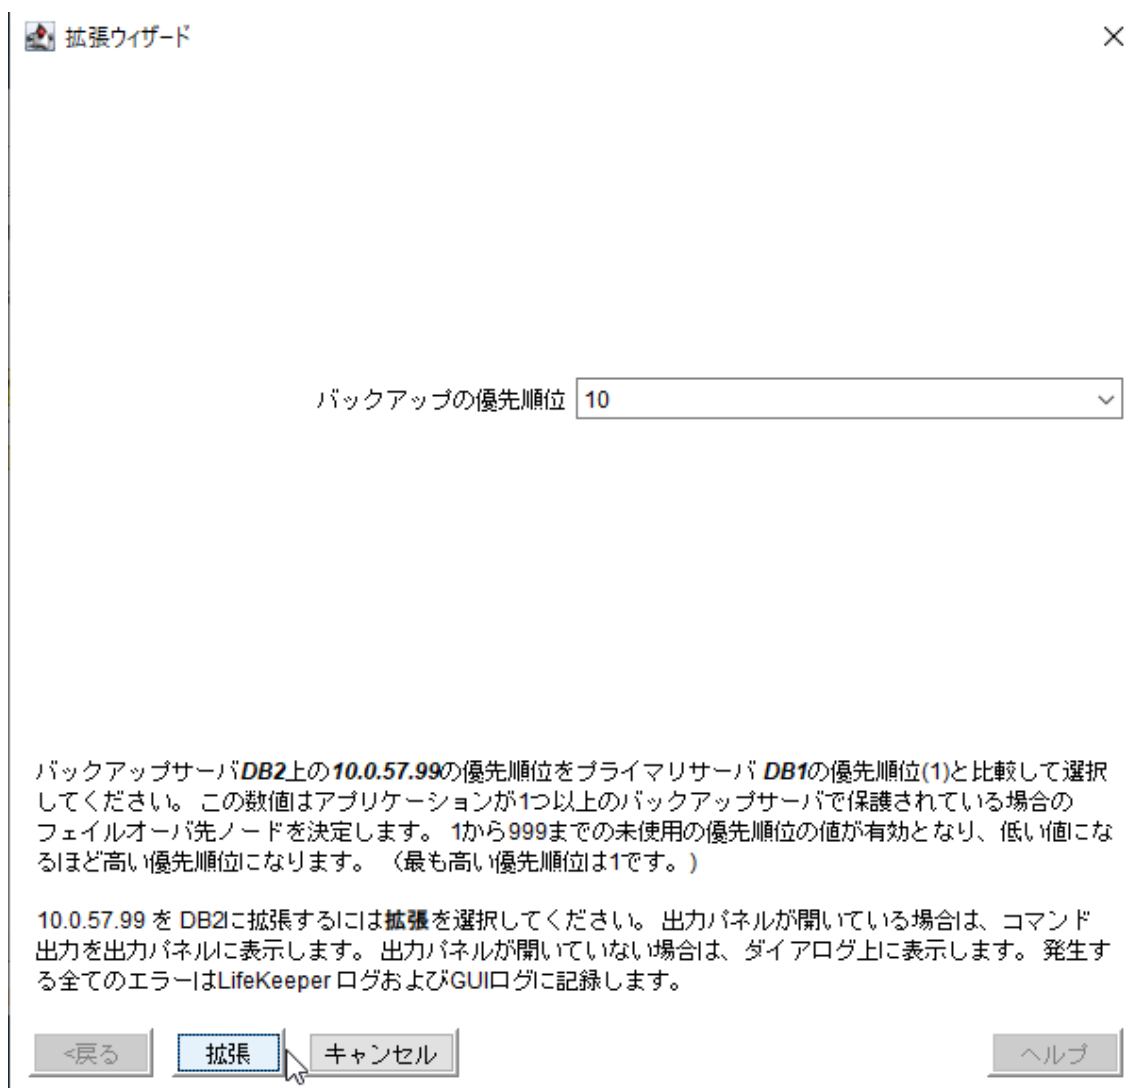 拡張ウィザード
バックアップの優先順位 10
バックアップサーバDB2上の10.0.57.99の優先順位をプライマリサーバ DB1の優先順位(1)と比較して選択
してください。 この数値はアプリケーションが1つ以上のバックアップサーバで保護されている場合の
フェイルオーバ先ノードを決定します。 1から999までの未使用の優先順位の値が有効となり、低い値にな
るほど高い優先順位になります。 （最も高い優先順位は1です。)
10.0.57.99 を DB2に拡張するには拡張を選択してください。 出力パネルが開いている場合は、コマンド
出力を出力パネルに表示します。 出力パネルが開いていない場合は、ダイアログ上に表示します。 発生す
る全てのエラーはLifeKeeper ログおよびGUIログに記録します。
<戻る 拡張 キャンセル ヘルプ